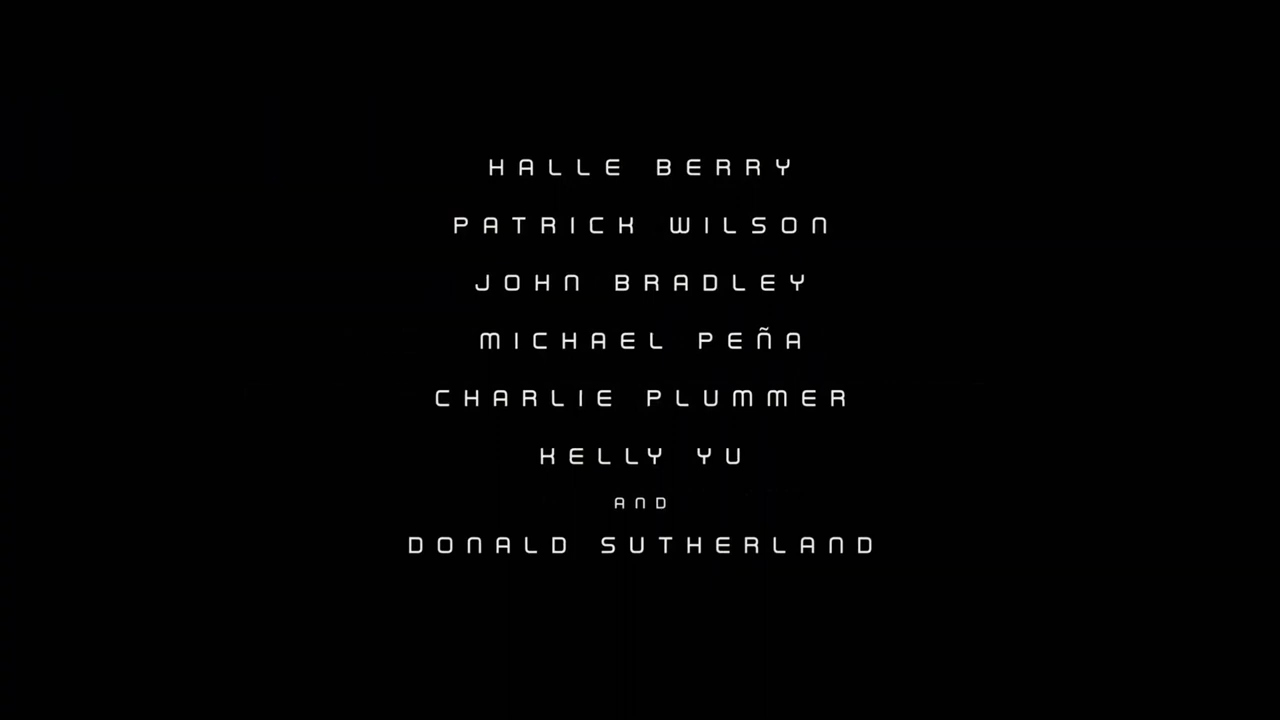 HALLE BERRY
PATRICK WILSON
JOHN BRADLEY
MICHAEL PEÑA
CHARLIE PLUMMER
KELLY YU
AND
DONALD SUTHERLAND